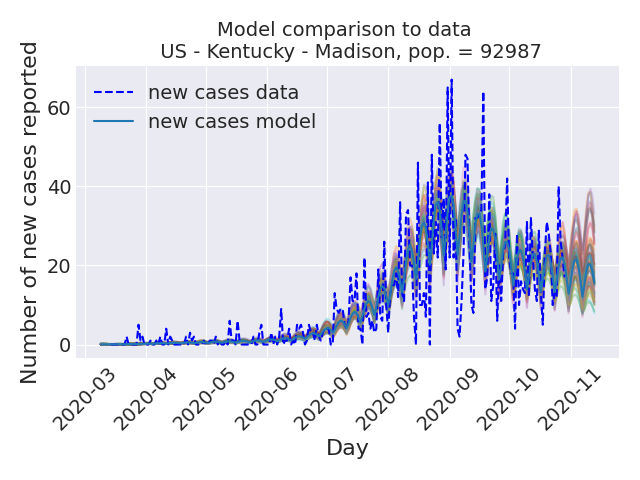 Model comparison to data
US - Kentucky - Madison, pop. = 92987
Number of new cases reported
60
40
20
0
new cases data
new cases model
2020-03
2020-04
2020-05
2020-06
2020-07
2020-08
2020-09
2020-10
2020-11
Day